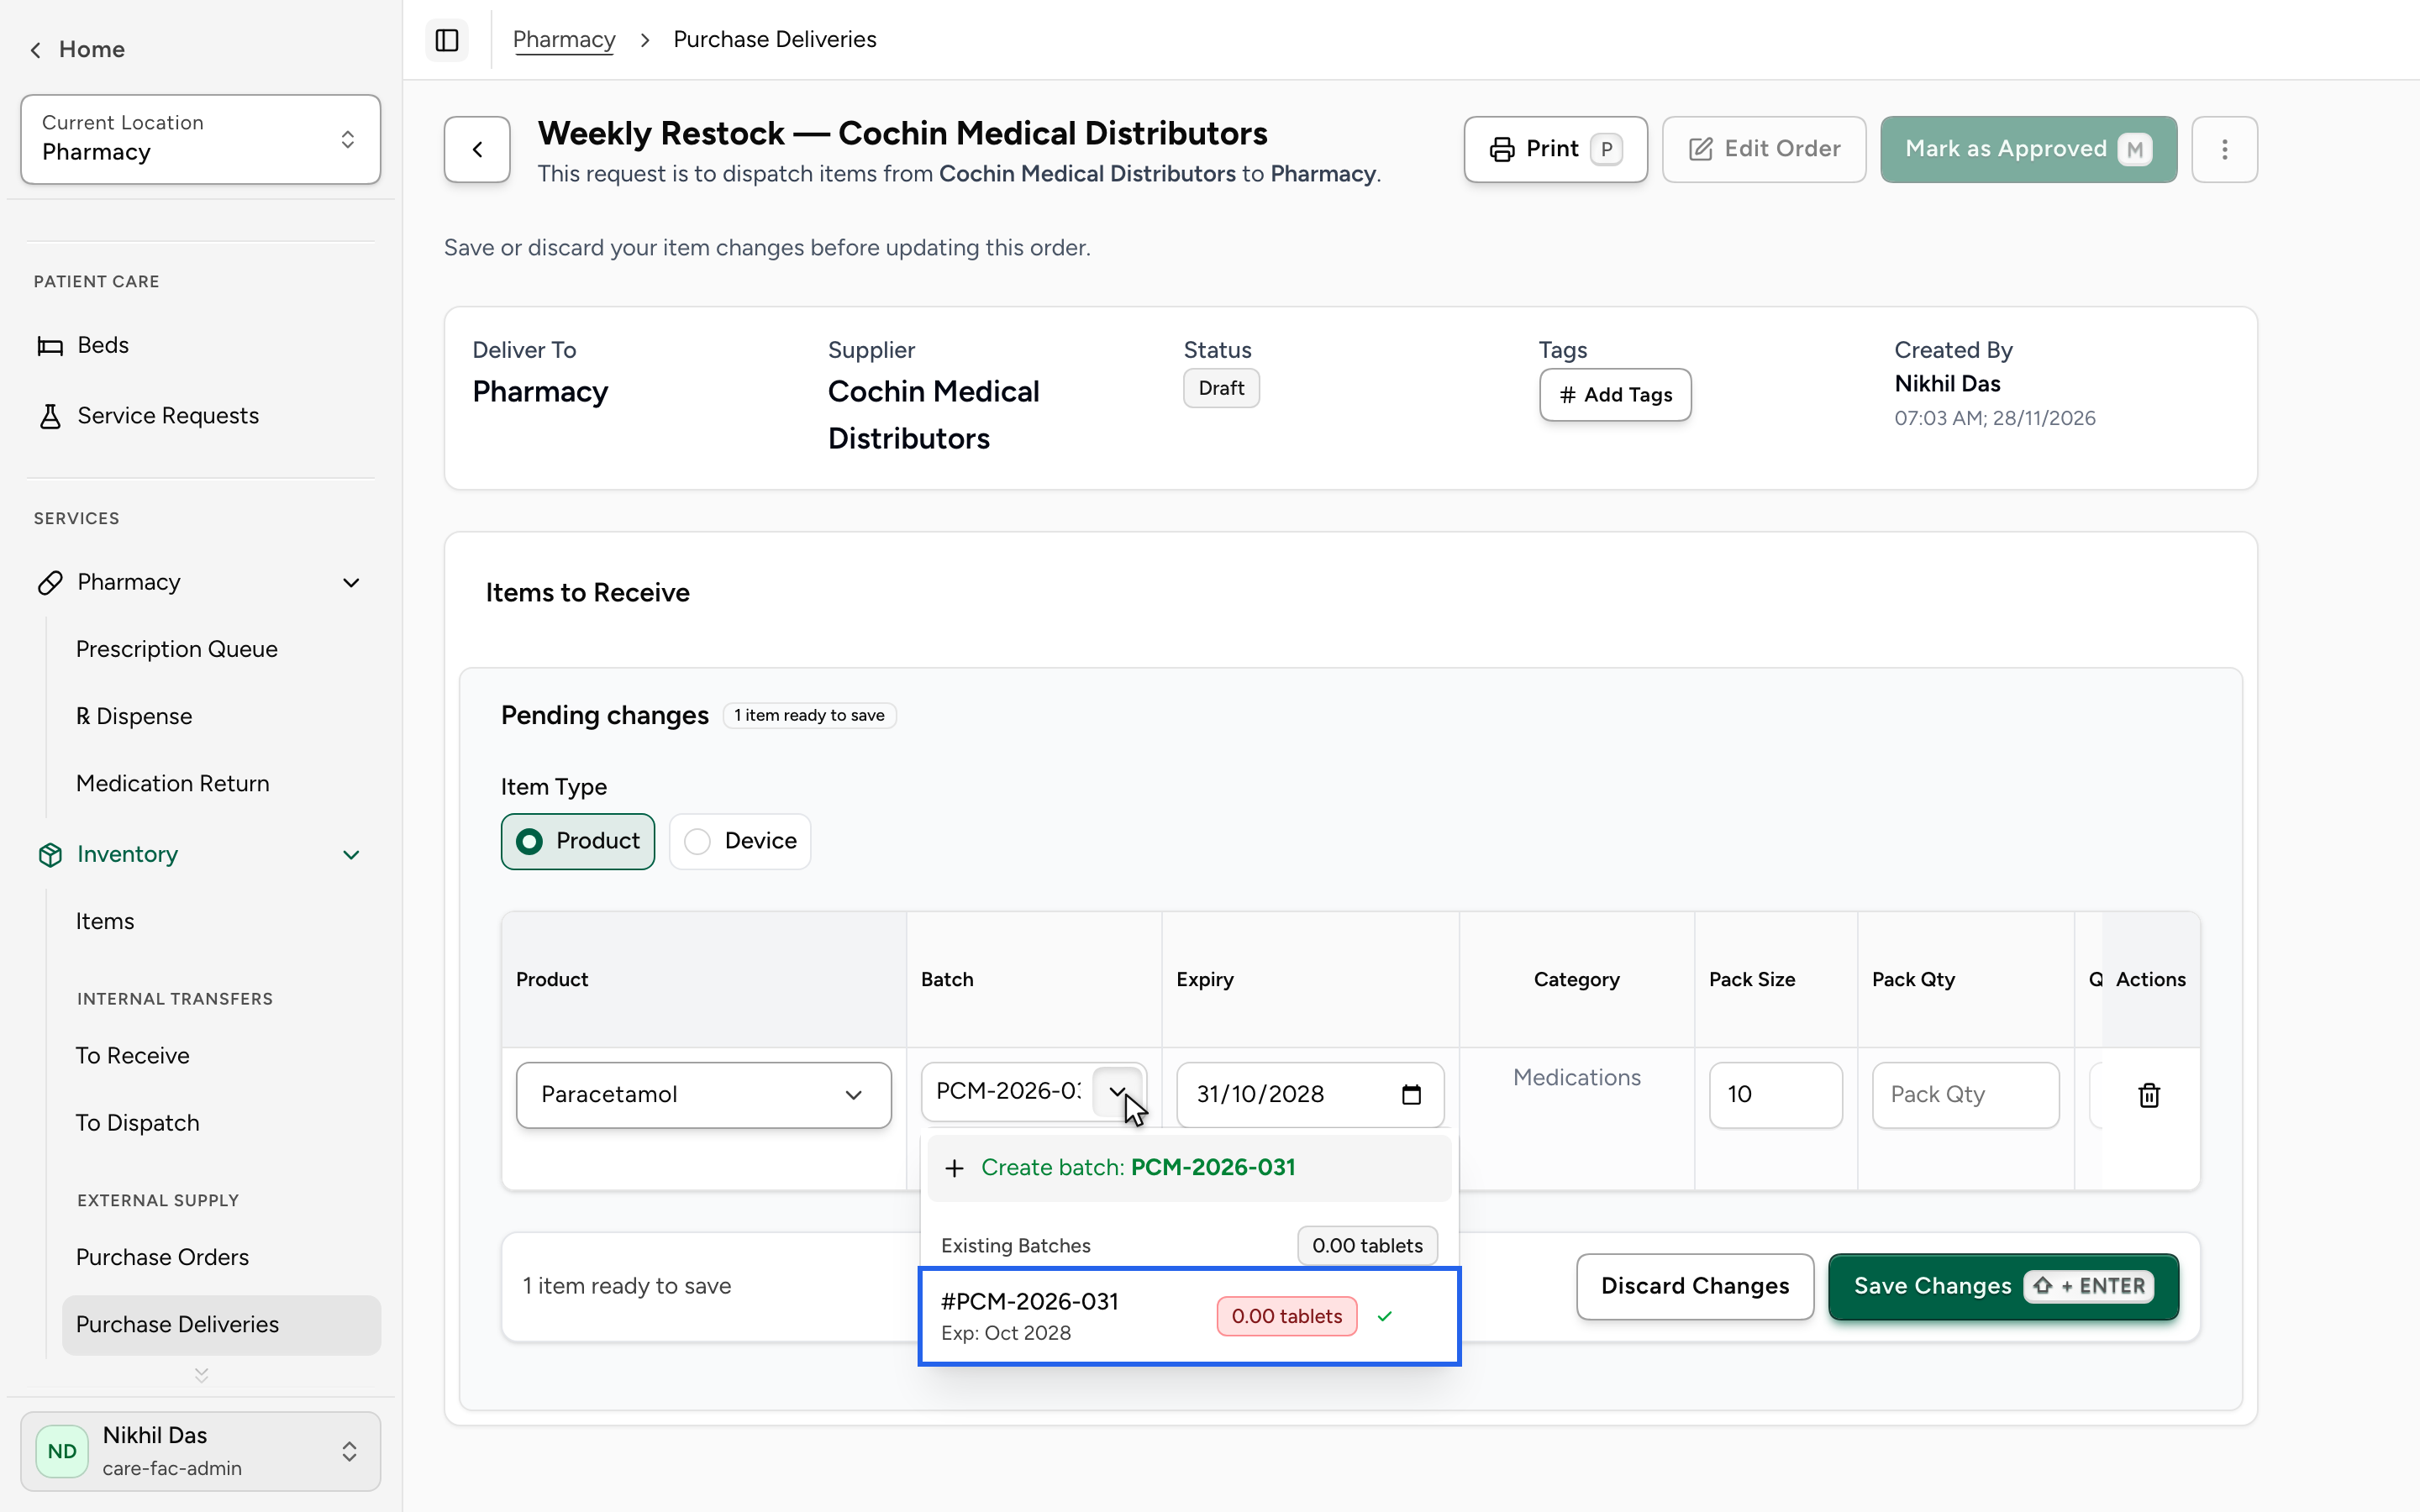 Home
Current Location
Pharmacy
PATIENT CARE
Beds
Service Requests
SERVICES
Pharmacy
Prescription Queue
℞ Dispense
Medication Return
Inventory
Items
INTERNAL TRANSFERS
To Receive
To Dispatch
EXTERNAL SUPPLY
Purchase Orders
Purchase Deliveries
ND
Nikhil Das
care-fac-admin
Pharmacy > Purchase Deliveries
Weekly Restock — Cochin Medical Distributors
This request is to dispatch items from Cochin Medical Distributors to Pharmacy.
Print P
Edit Order
Mark as Approved M
Save or discard your item changes before updating this order.
Deliver To
Pharmacy
Supplier
Cochin Medical
Distributors
Status
Draft
Tags
# Add Tags
Created By
Nikhil Das
07:03 AM; 28/11/2026
Items to Receive
Pending changes 1 item ready to save
Item Type
Product Device
Product Batch Expiry Category Pack Size Pack Qty Q Actions
Paracetamol PCM-2026-03 31/10/2028 Medications 10 Pack Qty
+ Create batch: PCM-2026-031
Existing Batches 0.00 tablets
#PCM-2026-031 0.00 tablets
Exp: Oct 2028
1 item ready to save
Discard Changes
Save Changes ⇧ + ENTER